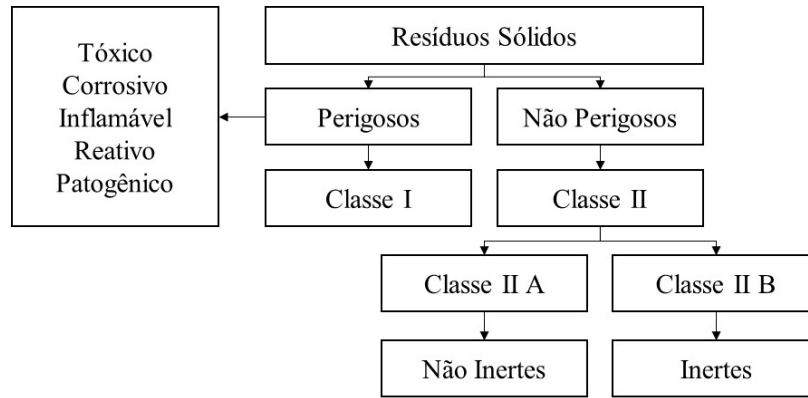 Resíduos Sólidos
Tóxico
Corrosivo
Inflamável
Reativo
Patogênico
Perigosos
Não Perigosos
Classe I
Classe II
Classe II A
Classe II B
Não Inertes
Inertes